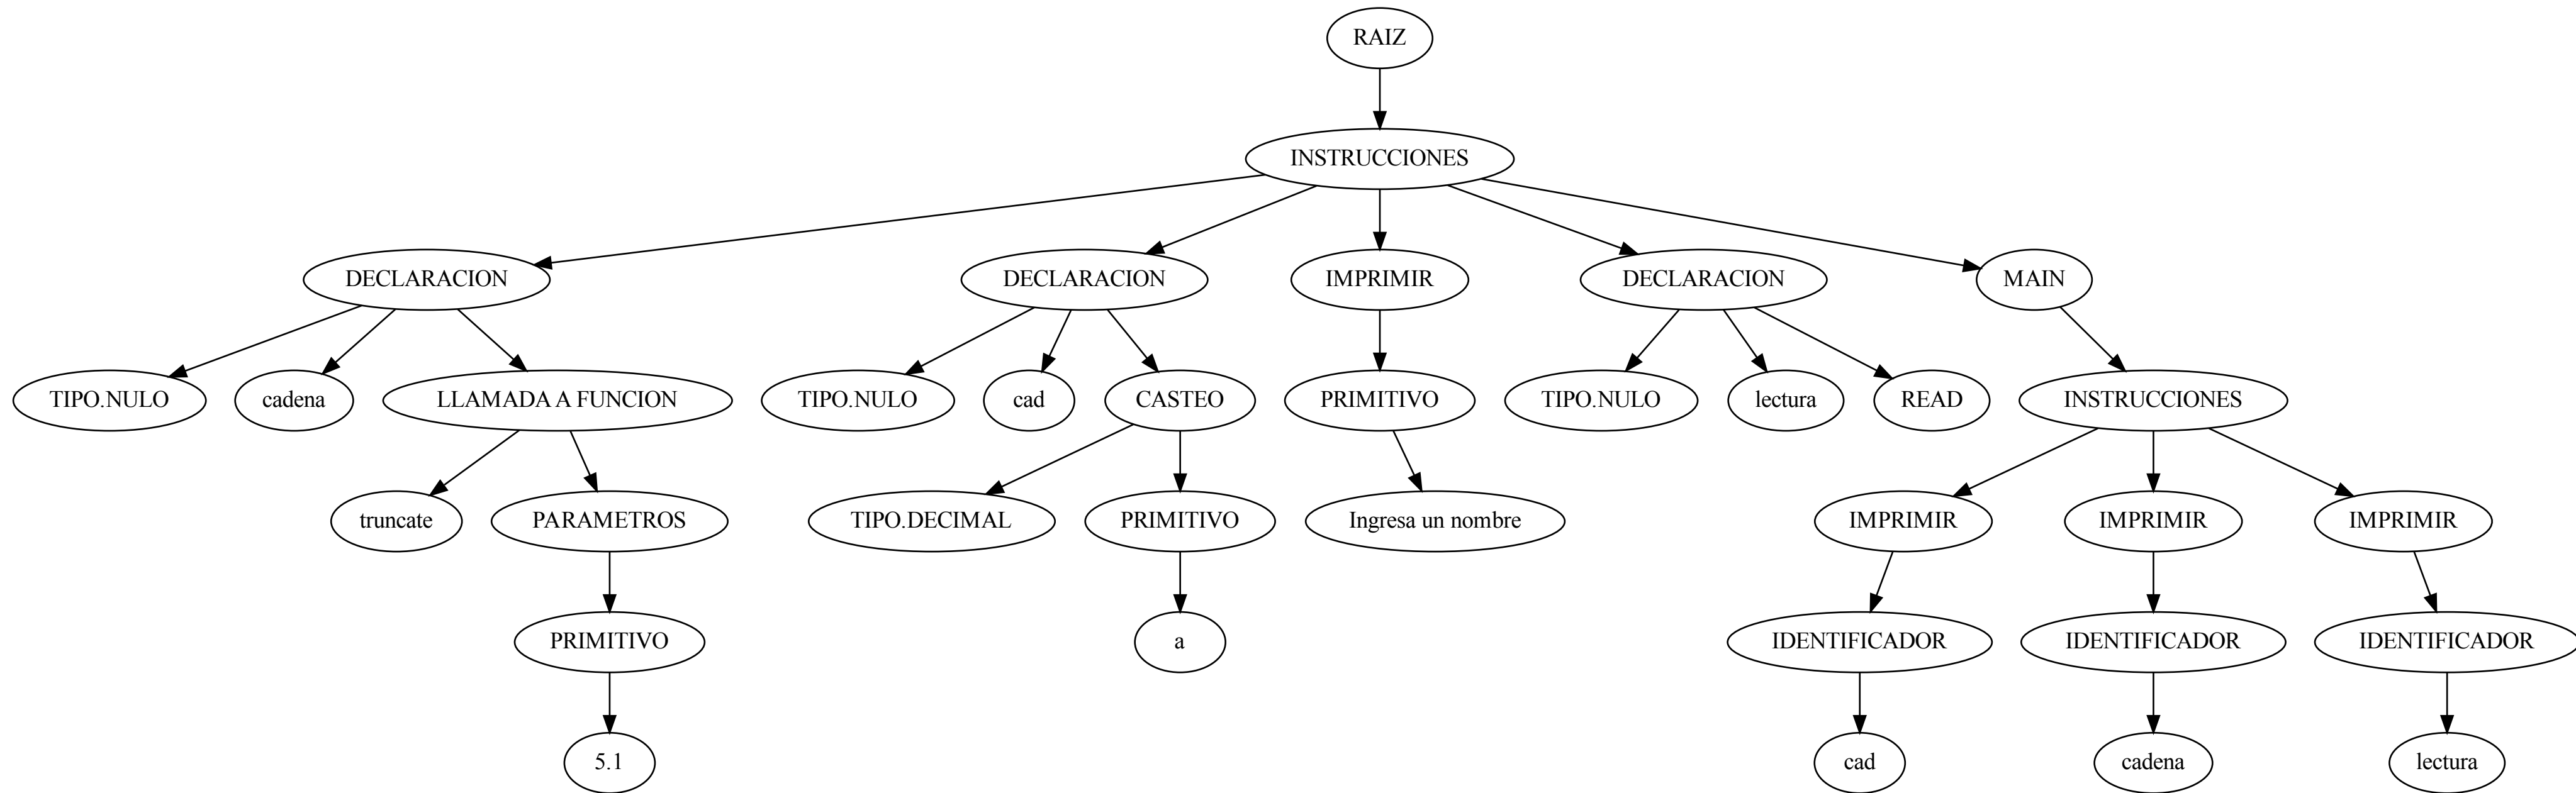 RAIZ
INSTRUCCIONES
DECLARACION DECLARACION IMPRIMIR DECLARACION MAIN
TIPO.NULO cadena LLAMADA A FUNCION TIPO.NULO cad CASTEO PRIMITIVO TIPO.NULO lectura READ INSTRUCCIONES
truncate PARAMETROS TIPO.DECIMAL PRIMITIVO Ingresa un nombre IMPRIMIR IMPRIMIR IMPRIMIR
PRIMITIVO a IDENTIFICADOR IDENTIFICADOR IDENTIFICADOR
5.1 cad cadena lectura